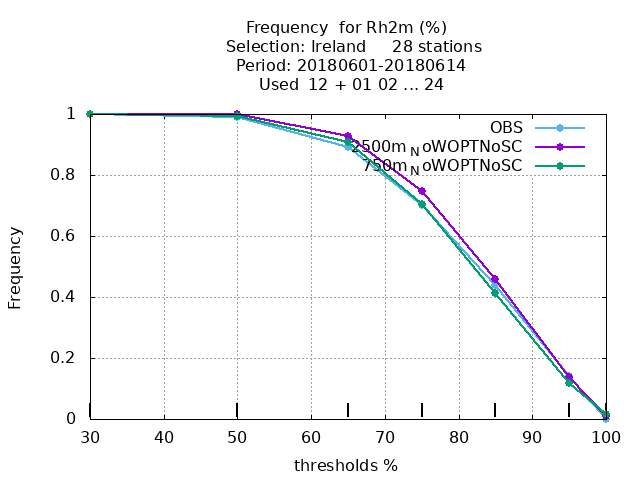 Frequency for Rh2m (%)
Selection: Ireland 28 stations
Period: 20180601-20180614
Used 12 + 01 02 ... 24
OBS
2500m_NoWOPTNoSC
750m_NoWOPTNoSC
1
0.8
0.6
0.4
0.2
0
Frequency
30 40 50 60 70 80 90 100
thresholds %